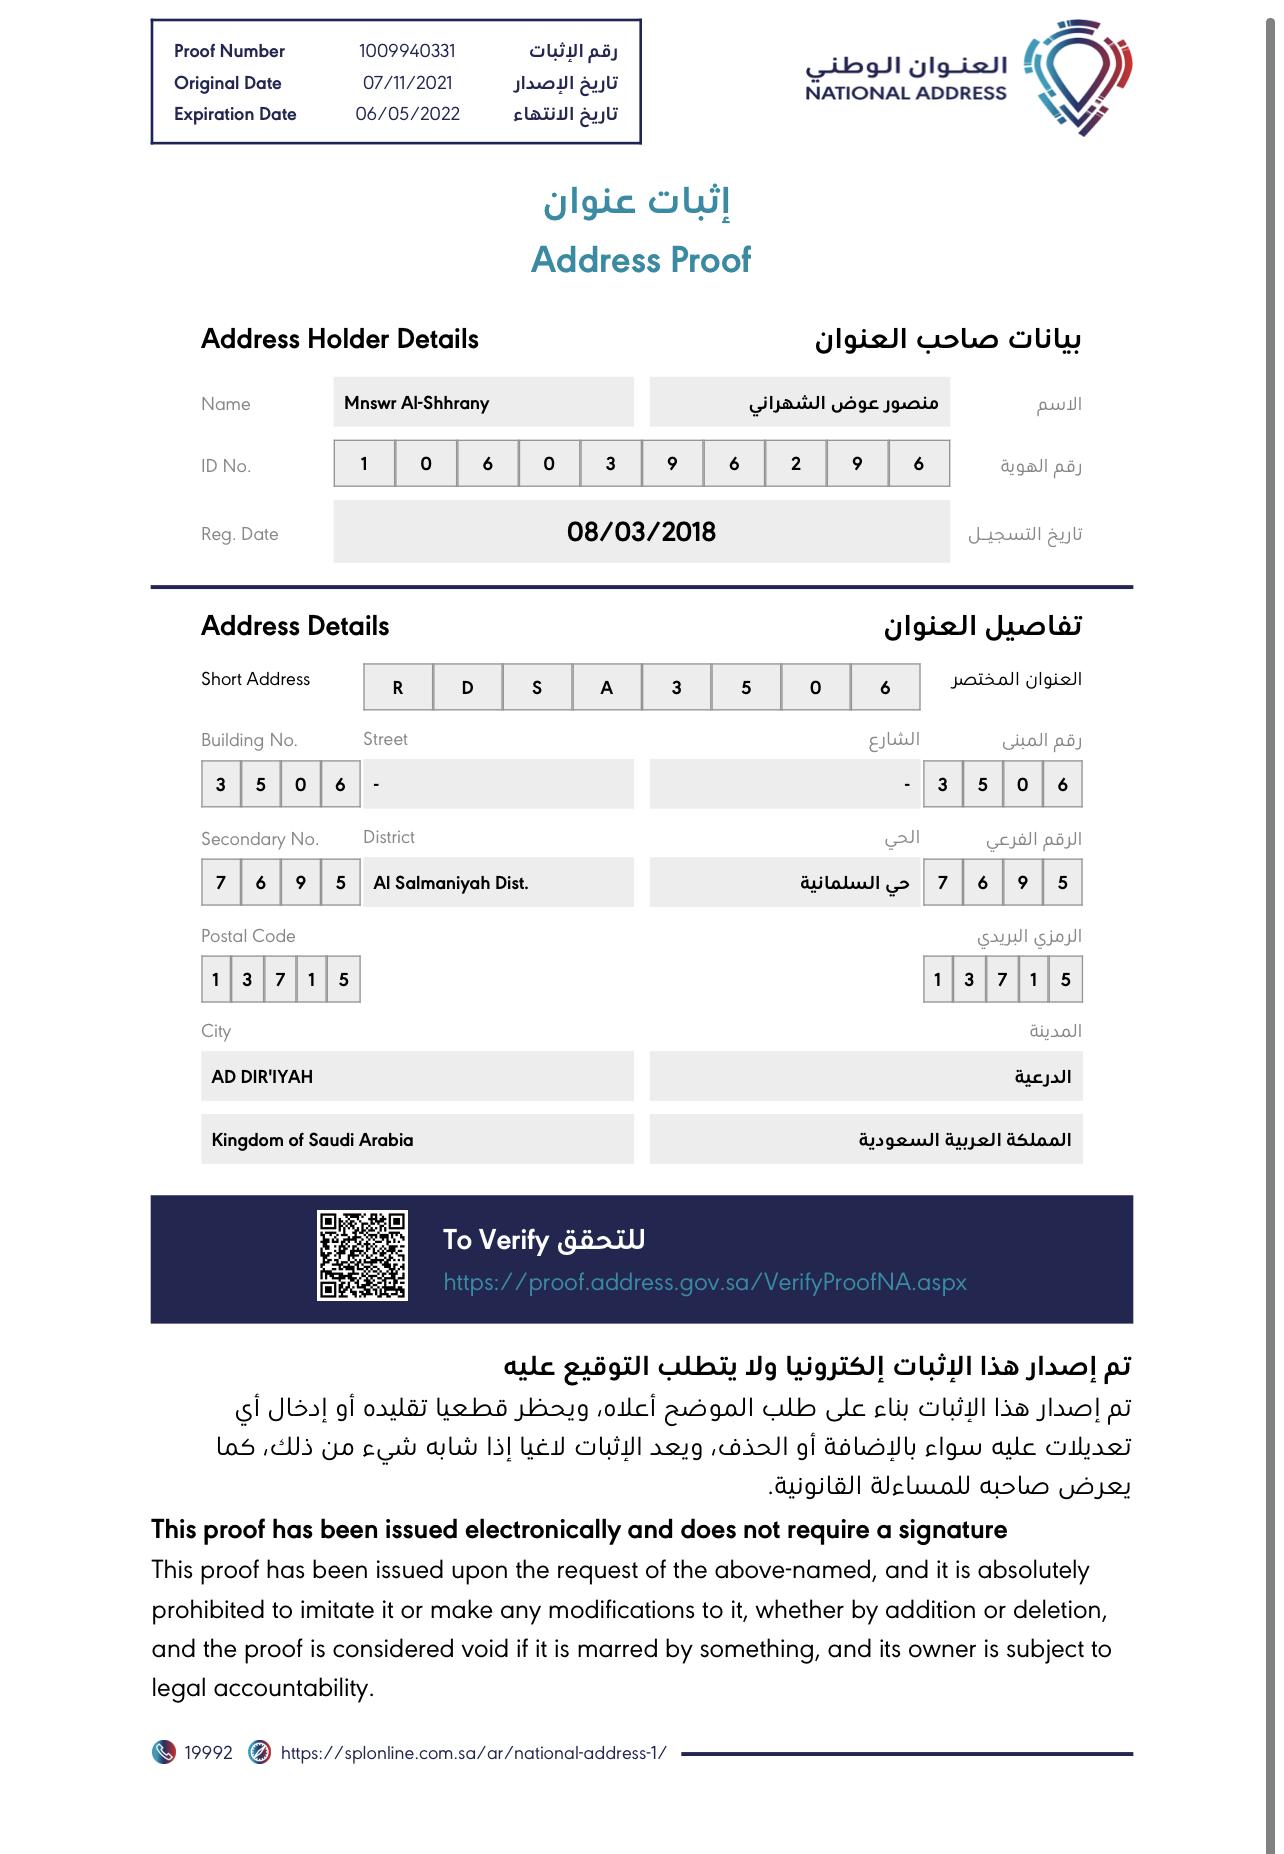 Proof Number 1009940331 رقم الإثبات
Original Date 07/11/2021 تاريخ الإصدار
Expiration Date 06/05/2022 تاريخ الانتهاء
العنوان الوطني
NATIONAL ADDRESS
إثبات عنوان
Address Proof
Address Holder Details بيانات صاحب العنوان
Name Mnswr Al-Shhrany منصور عوض الشهراني الاسم
ID No. 1 0 6 0 3 9 6 2 9 6 رقم الهوية
Reg. Date 08/03/2018 تاريخ التسجيـل
Address Details تفاصيل العنوان
Short Address R D S A 3 5 0 6 العنوان المختصر
Building No. Street الشارع رقم المبنى
3 5 0 6 - - 3 5 0 6
Secondary No. District الحي الرقم الفرعي
7 6 9 5 Al Salmaniyah Dist. حي السلمانية 7 6 9 5
Postal Code الرمزي البريدي
1 3 7 1 5 1 3 7 1 5
City المدينة
AD DIR'IYAH الدرعية
Kingdom of Saudi Arabia المملكة العربية السعودية
To Verify للتحقق
https://proof.address.gov.sa/VerifyProofNA.aspx
تم إصدار هذا الإثبات إلكترونيا ولا يتطلب التوقيع عليه
تم إصدار هذا الإثبات بناء على طلب الموضح أعلاه، ويحظر قطعيا تقليده أو إدخال أي
تعديلات عليه سواء بالإضافة أو الحذف، ويعد الإثبات لاغيا إذا شابه شيء من ذلك، كما
يعرض صاحبه للمساءلة القانونية.
This proof has been issued electronically and does not require a signature
This proof has been issued upon the request of the above-named, and it is absolutely
prohibited to imitate it or make any modifications to it, whether by addition or deletion,
and the proof is considered void if it is marred by something, and its owner is subject to
legal accountability.
19992 https://splonline.com.sa/ar/national-address-1/